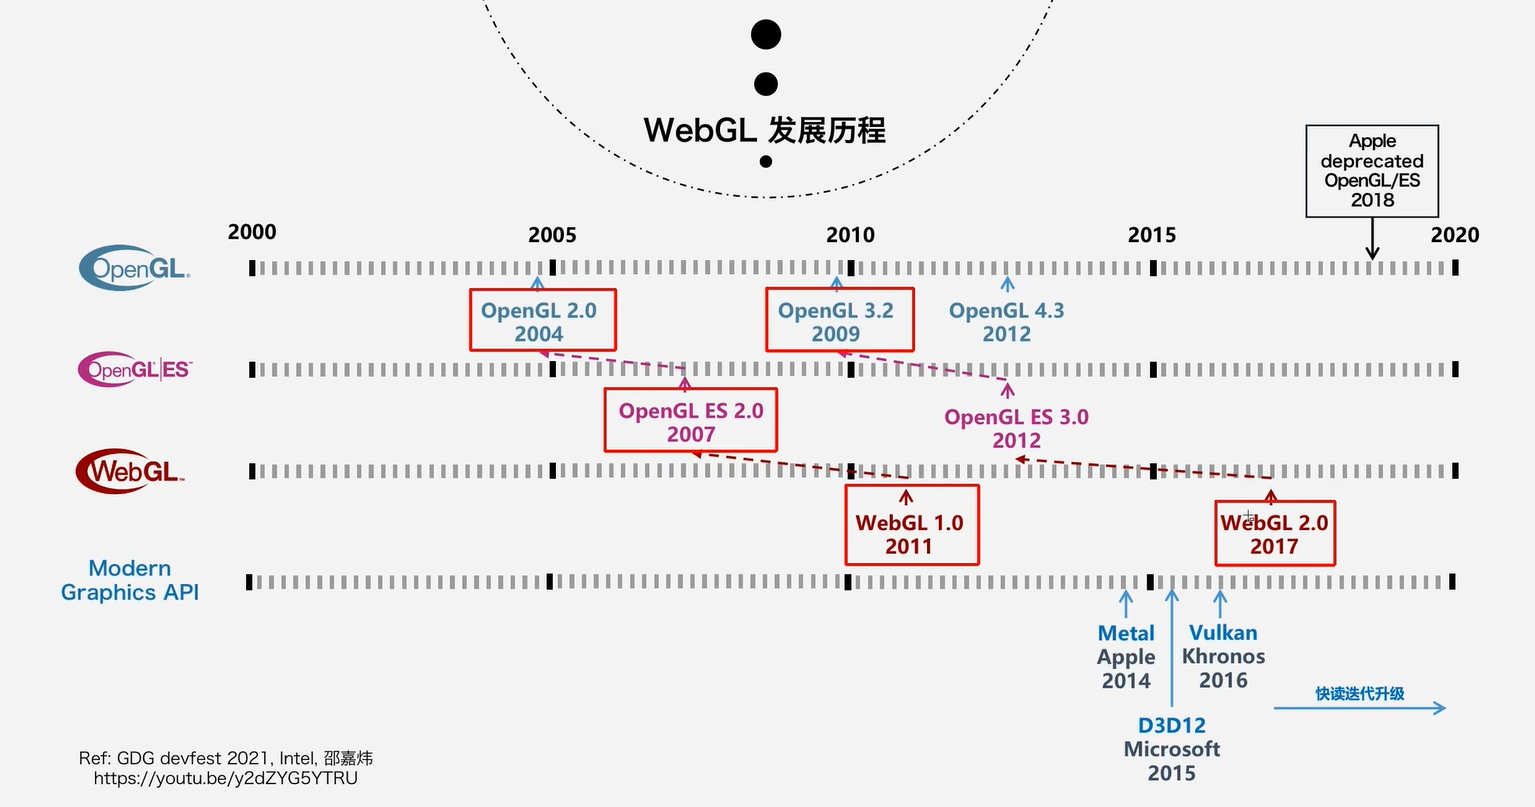 WebGL 发展历程
Apple
deprecated
OpenGL/ES
2018
2000
2005
2010
2015
2020
OpenGL®
OpenGL 2.0
2004
OpenGL 3.2
2009
OpenGL 4.3
2012
OpenGL|ES™
OpenGL ES 2.0
2007
OpenGL ES 3.0
2012
WebGL™
WebGL 1.0
2011
WebGL 2.0
2017
Modern
Graphics API
Metal
Apple
2014
Vulkan
Khronos
2016
快读迭代升级
D3D12
Microsoft
2015
Ref: GDG devfest 2021, Intel, 邵嘉炜
https://youtu.be/y2dZYG5YTRU